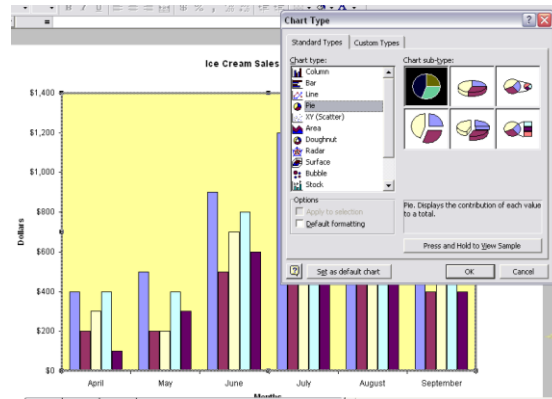 =
Chart Type
Standard Types
Custom Types
Chart type:
Column
Bar
Line
Pie
XY (Scatter)
Area
Doughnut
Radar
Surface
Bubble
Stock
Chart sub-type:
Options
Apply to selection
Default formatting
Pie. Displays the contribution of each value
to a total.
Press and Hold to View Sample
Set as default chart
OK
Cancel
Ice Cream Sales
$1,400
$1,200
$1,000
$800
$600
$400
$200
$0
Dollars
April
May
June
July
August
September
Months